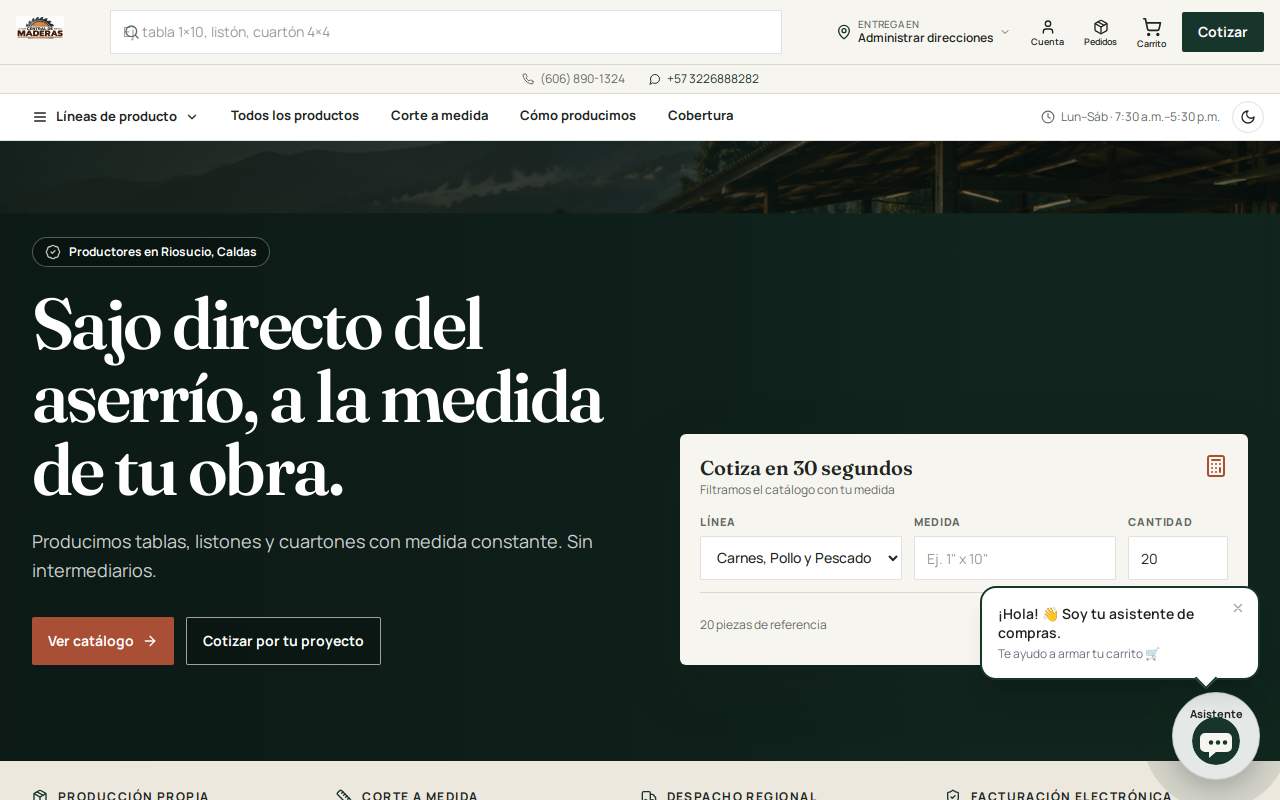 CENTRAL DE
MADERAS
Ej. tabla 1×10, listón, cuartón 4×4
ENTREGA EN
Administrar direcciones
Cuenta
Pedidos
Carrito
Cotizar
(606) 890-1324
+57 3226888282
Líneas de producto
Todos los productos
Corte a medida
Cómo producimos
Cobertura
Lun–Sáb · 7:30 a.m.–5:30 p.m.
Productores en Riosucio, Caldas
Sajo directo del
aserrío, a la medida
de tu obra.
Producimos tablas, listones y cuartones con medida constante. Sin
intermediarios.
Ver catálogo
Cotizar por tu proyecto
Cotiza en 30 segundos
Filtramos el catálogo con tu medida
LÍNEA
MEDIDA
CANTIDAD
Carnes, Pollo y Pescado
Ej. 1" x 10"
20
20 piezas de referencia
¡Hola! 👋 Soy tu asistente de
compras.
Te ayudo a armar tu carrito 🛒
Asistente
PRODUCCIÓN PROPIA
CORTE A MEDIDA
DESPACHO REGIONAL
FACTURACIÓN ELECTRÓNICA